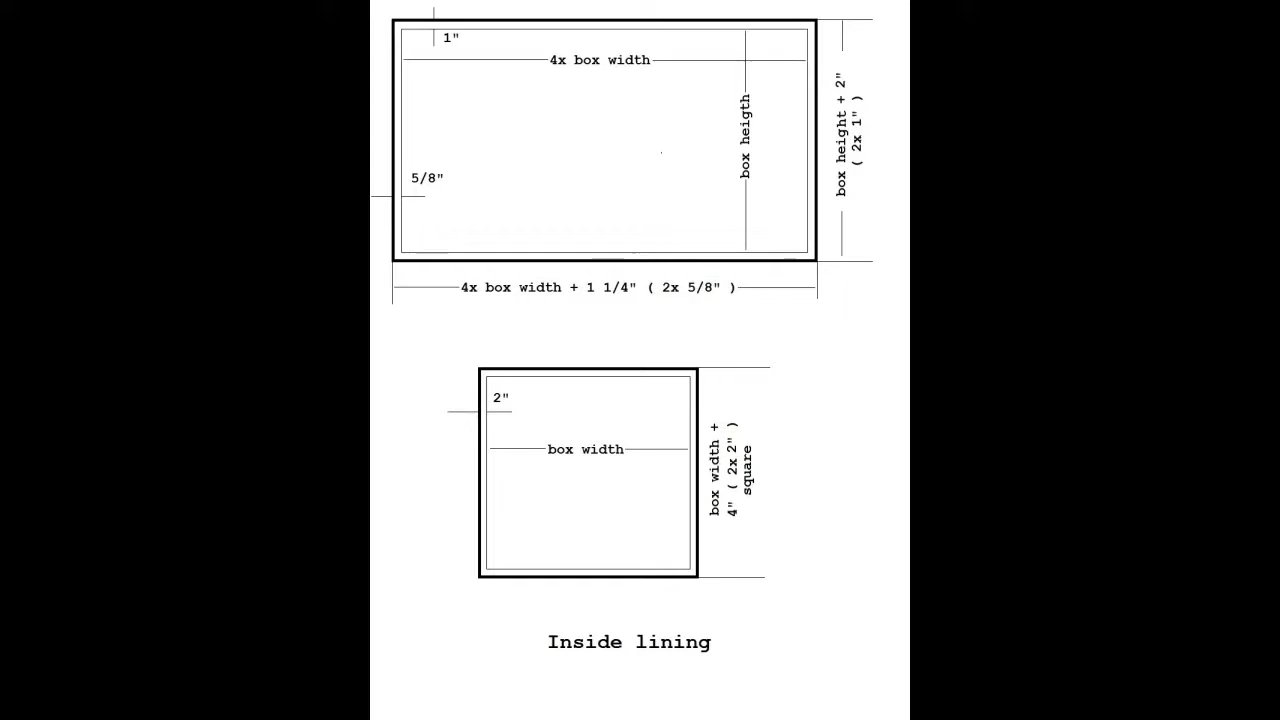 1"
4x box width
box heigth
box height + 2"
( 2x 1" )
5/8"
4x box width + 1 1/4" ( 2x 5/8" )
2"
box width
box width +
4" ( 2x 2" )
square
Inside lining